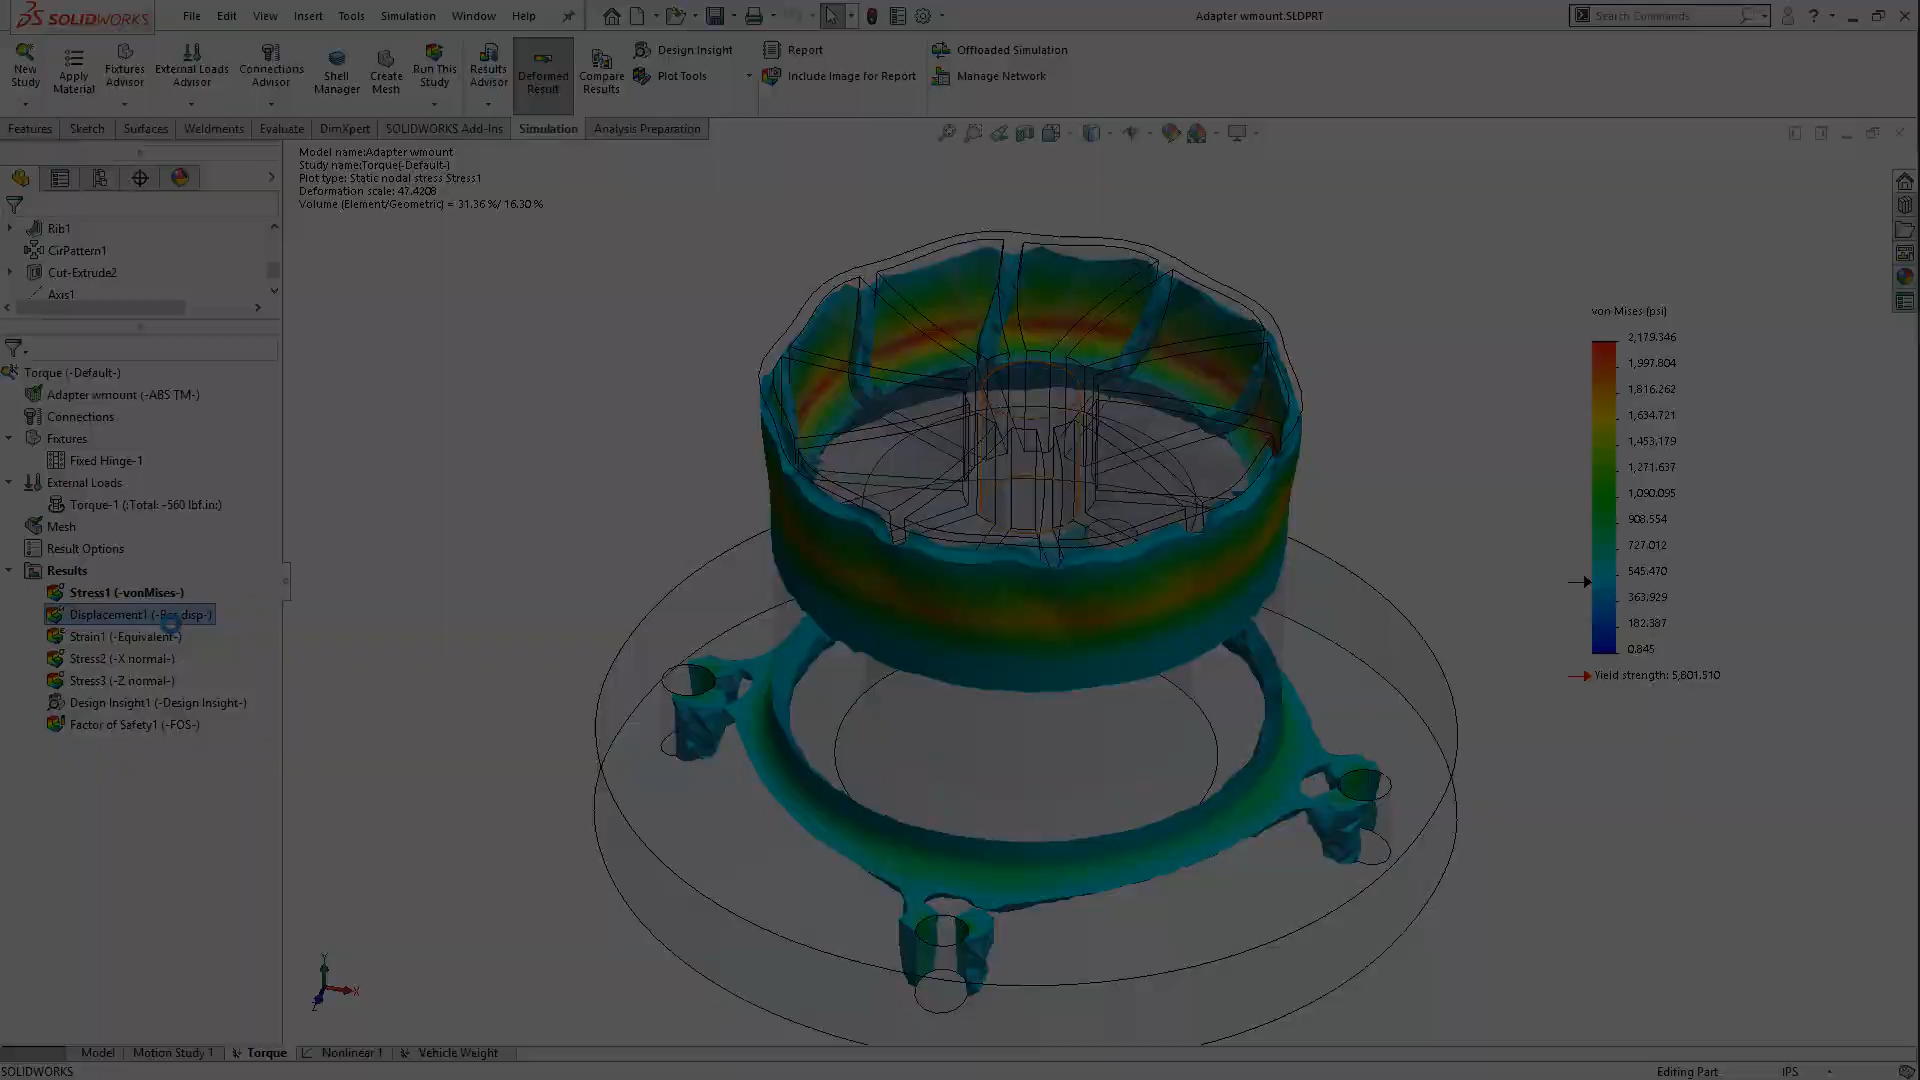 SOLIDWORKS
File Edit View Insert Tools Simulation Window Help
Adapter wmount.SLDPRT
Search Commands
New Study
Apply Material
Fixtures Advisor
External Loads Advisor
Connections Advisor
Shell Manager
Create Mesh
Run This Study
Results Advisor
Deformed Result
Compare Results
Design Insight
Plot Tools
Report
Include Image for Report
Offloaded Simulation
Manage Network
Features Sketch Surfaces Weldments Evaluate DimXpert SOLIDWORKS Add-Ins Simulation Analysis Preparation
Model name:Adapter wmount
Study name:Torque(-Default-)
Plot type: Static nodal stress Stress1
Deformation scale: 47.4208
Volume (Element/Geometric) = 31.36 %/ 16.30 %
Rib1
CirPattern1
Cut-Extrude2
Axis1
Torque (-Default-)
Adapter wmount (-ABS TM-)
Connections
Fixtures
Fixed Hinge-1
External Loads
Torque-1 (:Total: -560 lbf.in:)
Mesh
Result Options
Results
Stress1 (-vonMises-)
Displacement1 (-Res disp-)
Strain1 (-Equivalent-)
Stress2 (-X normal-)
Stress3 (-Z normal-)
Design Insight1 (-Design Insight-)
Factor of Safety1 (-FOS-)
von Mises (psi)
2,179.346
1,997.804
1,816.262
1,634.721
1,453.179
1,271.637
1,090.095
908.554
727.012
545.470
363.929
182.387
0.845
Yield strength: 5,801.510
Y
X
Z
Model Motion Study 1 Torque Nonlinear 1 Vehicle Weight
SOLIDWORKS
Editing Part
IPS